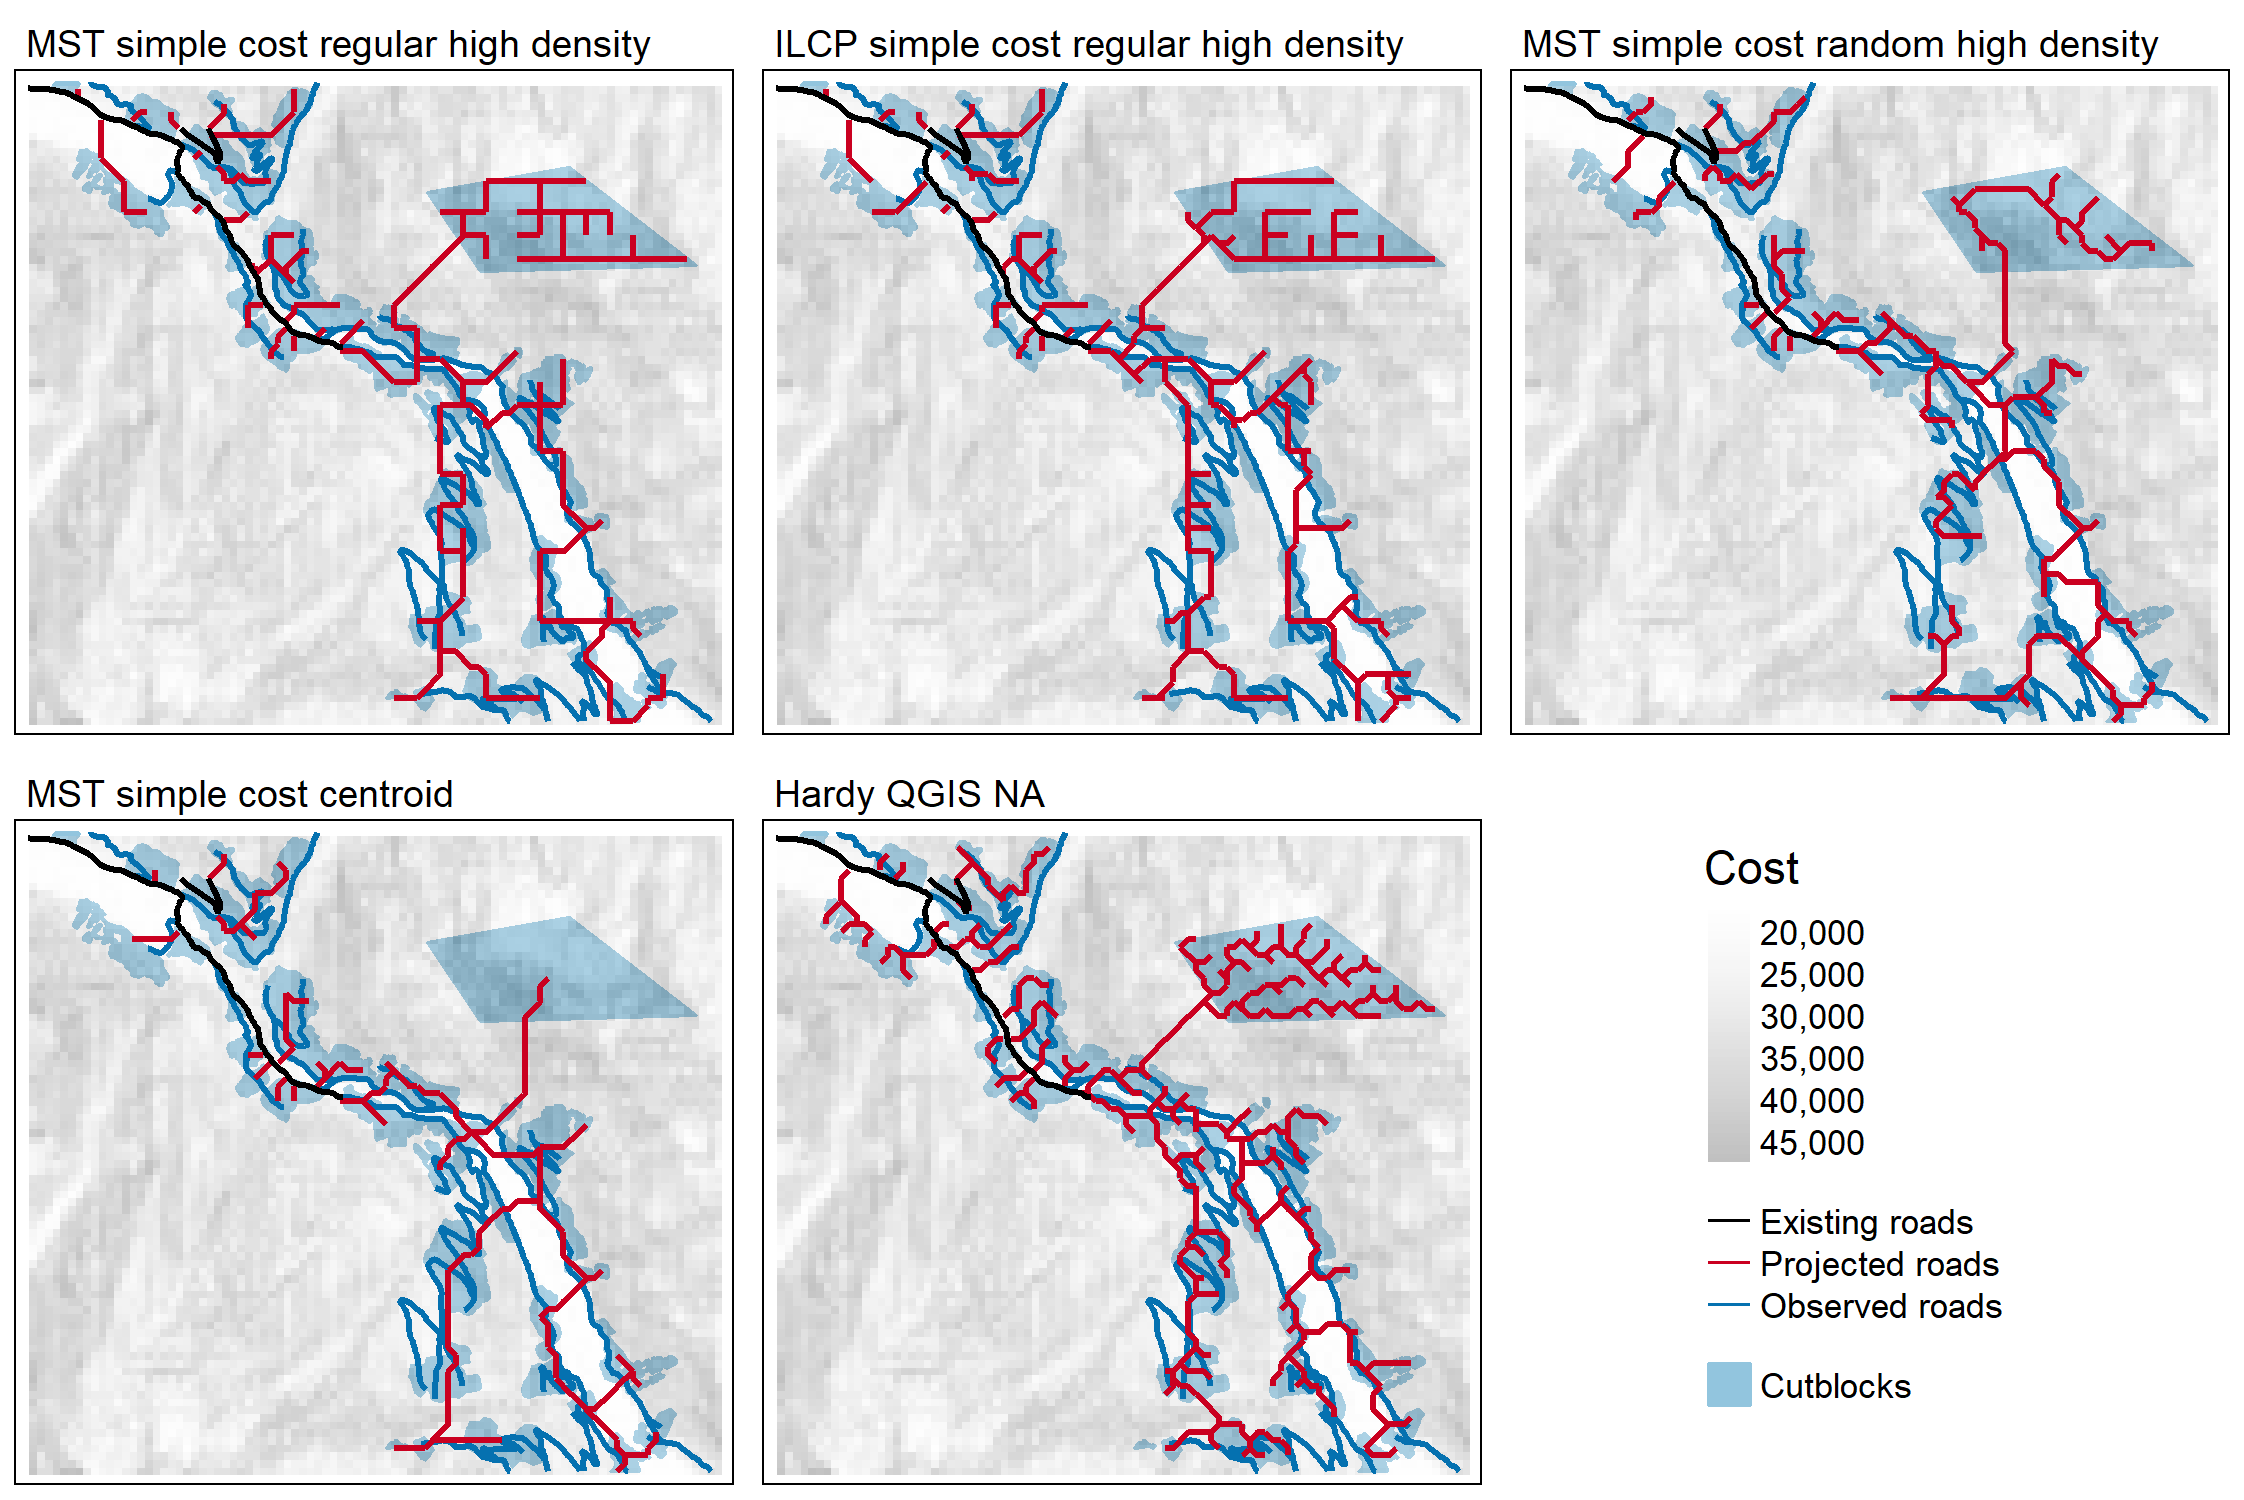 MST simple cost regular high density
ILCP simple cost regular high density
MST simple cost random high density
MST simple cost centroid
Hardy QGIS NA
Cost
20,000
25,000
30,000
35,000
40,000
45,000
Existing roads
Projected roads
Observed roads
Cutblocks